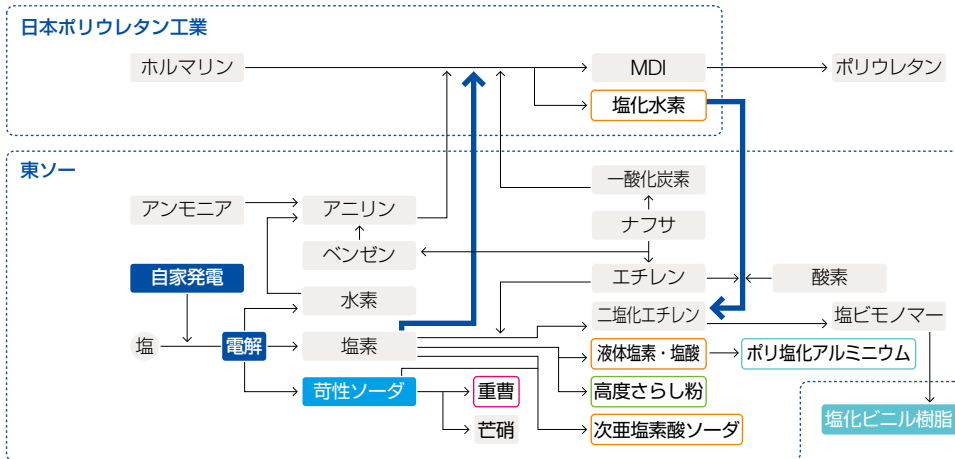 日本ポリウレタン工業
ホルマリン
MDI
ポリウレタン
塩化水素
東ソー
一酸化炭素
アンモニア
アニリン
ナフサ
ベンゼン
自家発電
エチレン
酸素
水素
二塩化エチレン
塩ビモノマー
塩
電解
塩素
液体塩素・塩酸
ポリ塩化アルミニウム
苛性ソーダ
重曹
高度さらし粉
塩化ビニル樹脂
芒硝
次亜塩素酸ソーダ